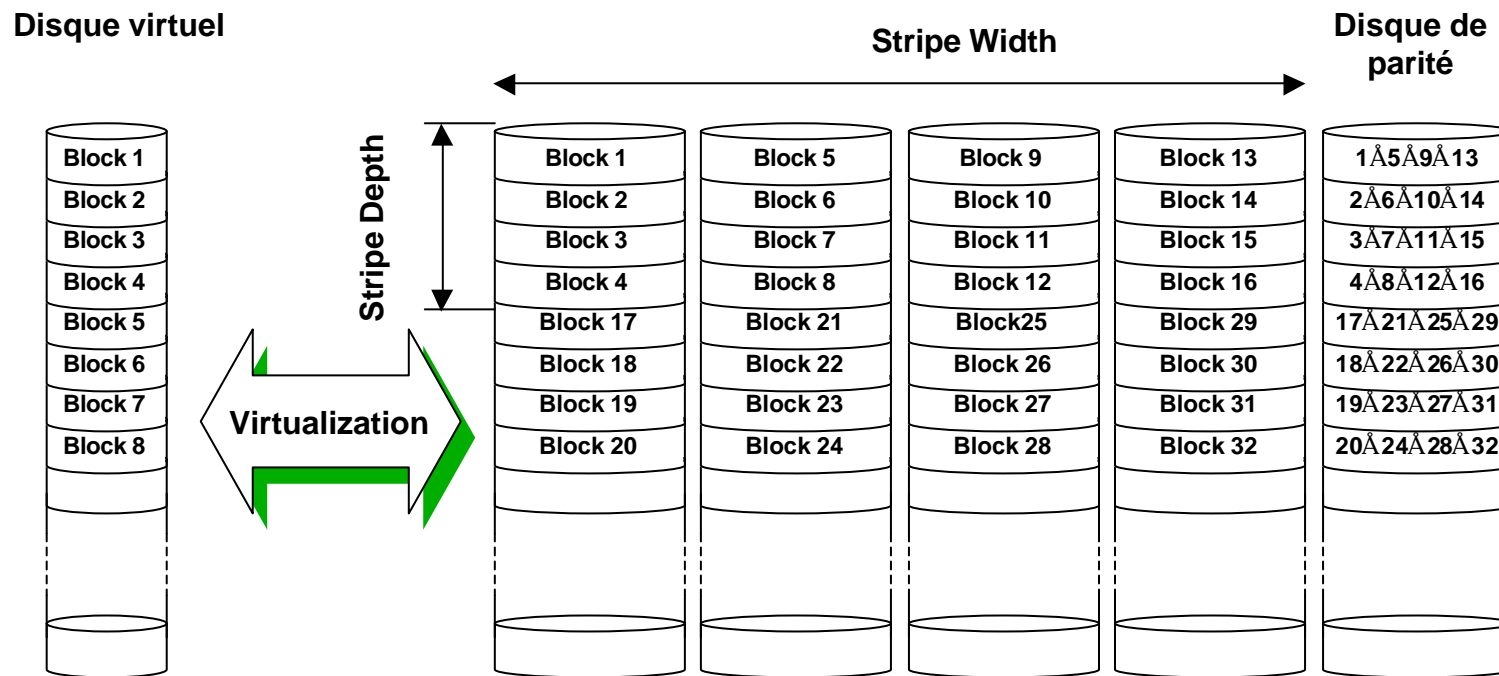 Disque virtuel
Stripe Width
Disque de
parité
Stripe Depth
Block 1
Block 2
Block 3
Block 4
Block 5
Block 6
Block 7
Block 8
Virtualization
Block 1
Block 2
Block 3
Block 4
Block 17
Block 18
Block 19
Block 20
Block 5
Block 6
Block 7
Block 8
Block 21
Block 22
Block 23
Block 24
Block 9
Block 10
Block 11
Block 12
Block25
Block 26
Block 27
Block 28
Block 13
Block 14
Block 15
Block 16
Block 29
Block 30
Block 31
Block 32
1Å5Å9Å13
2Å6Å10Å14
3Å7Å11Å15
4Å8Å12Å16
17Å21Å25Å29
18Å22Å26Å30
19Å23Å27Å31
20Å24Å28Å32